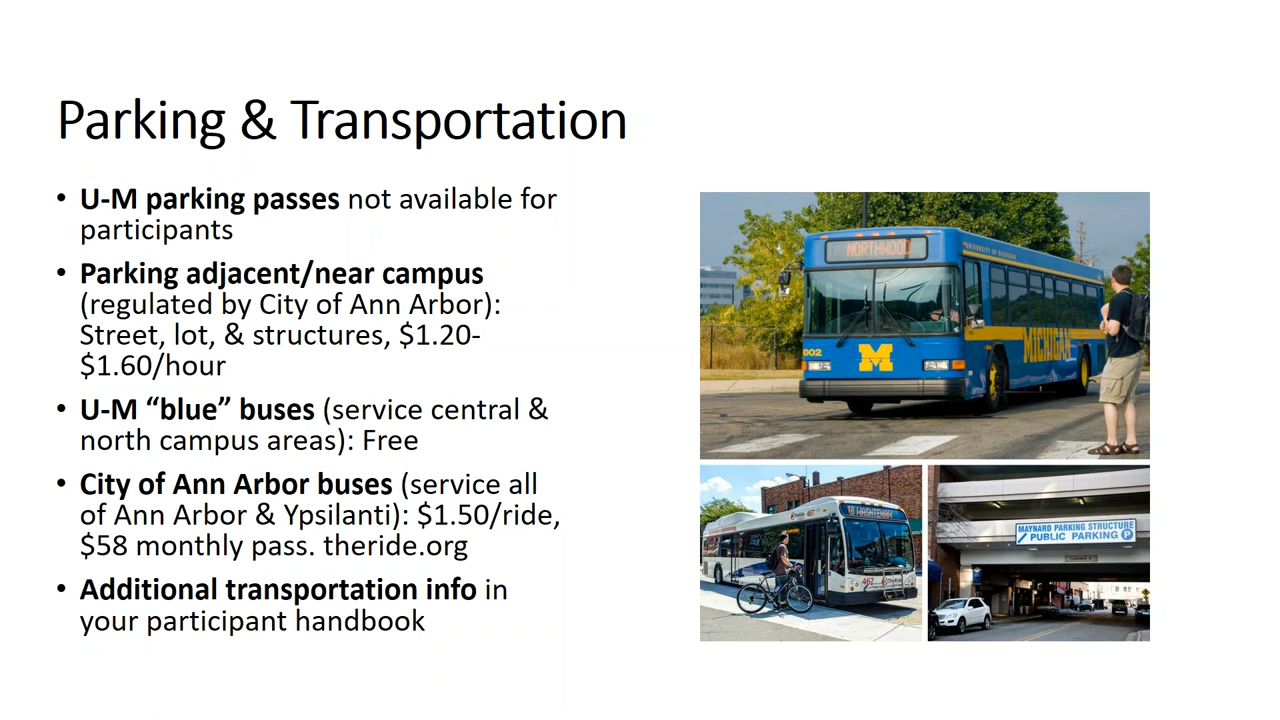 Parking & Transportation
• U-M parking passes not available for
participants
• Parking adjacent/near campus
(regulated by City of Ann Arbor):
Street, lot, & structures, $1.20-
$1.60/hour
• U-M “blue” buses (service central &
north campus areas): Free
• City of Ann Arbor buses (service all
of Ann Arbor & Ypsilanti): $1.50/ride,
$58 monthly pass. theride.org
• Additional transportation info in
your participant handbook
NORTHWOOD
UNIVERSITY OF MICHIGAN
MICHIGAN
M
002
467
467
MAYNARD PARKING STRUCTURE
PUBLIC PARKING P